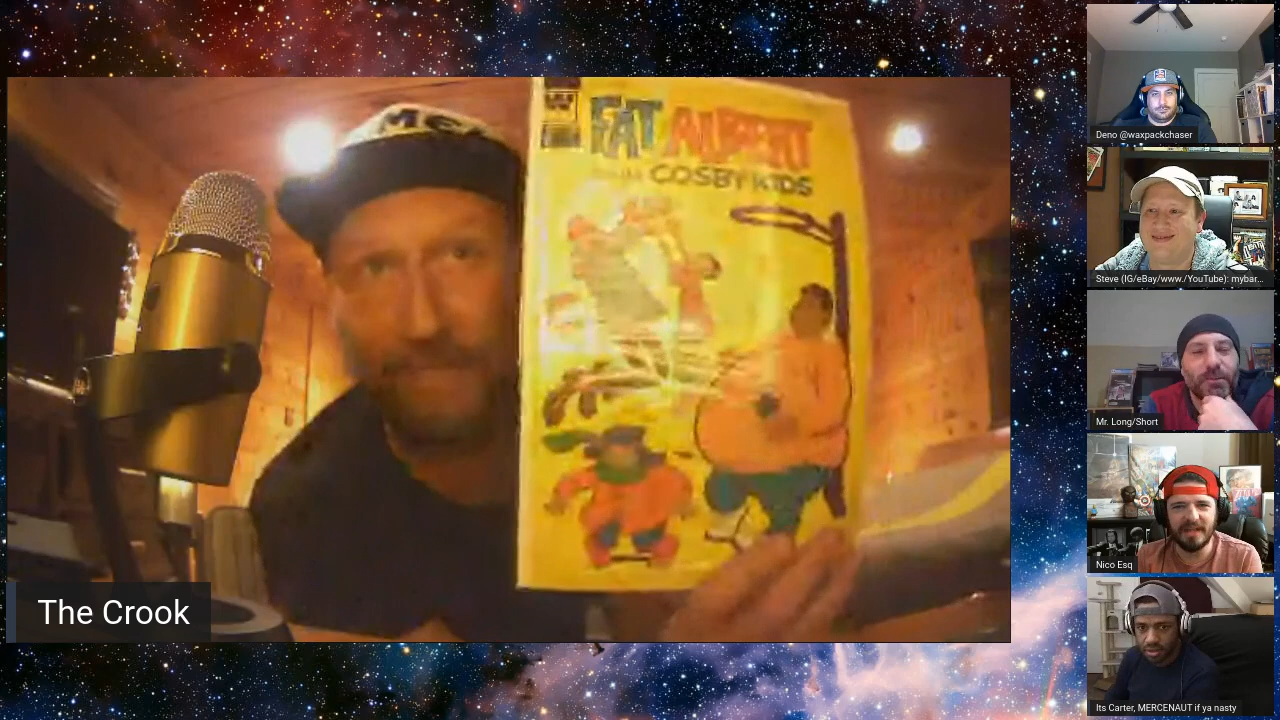 FAT ALBERT
COSBY KIDS
The Crook
Deno @waxpackchaser
Steve (IG/eBay/www./YouTube): mybar...
Mr. Long/Short
Nico Esq
Its Carter, MERCENAUT if ya nasty